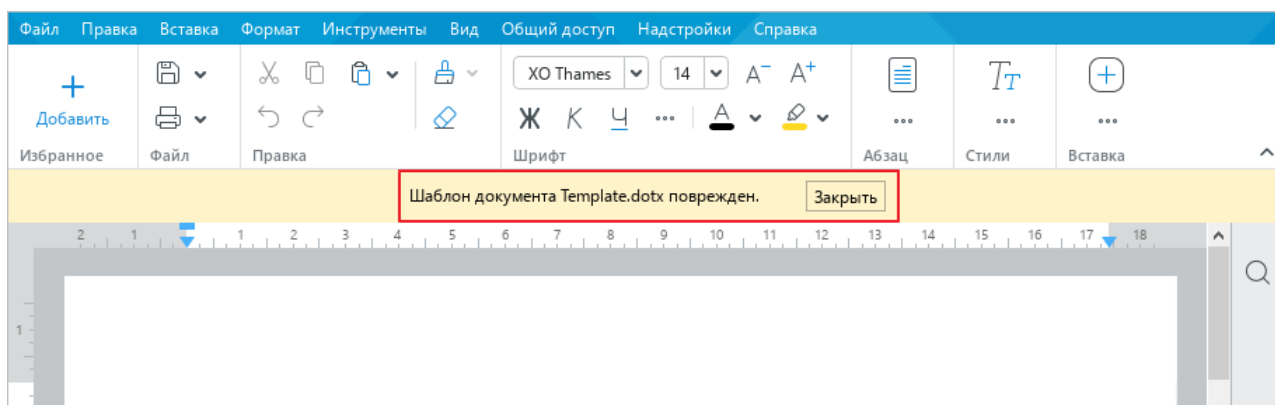 Файл Правка Вставка Формат Инструменты Вид Общий доступ Надстройки Справка
XO Thames 14 A⁻ A⁺ Tт
Добавить Ж К Ч A
Избранное Файл Правка Шрифт Абзац Стили Вставка
Шаблон документа Template.dotx поврежден. Закрыть
2 1 1 2 3 4 5 6 7 8 9 10 11 12 13 14 15 16 17 18
1